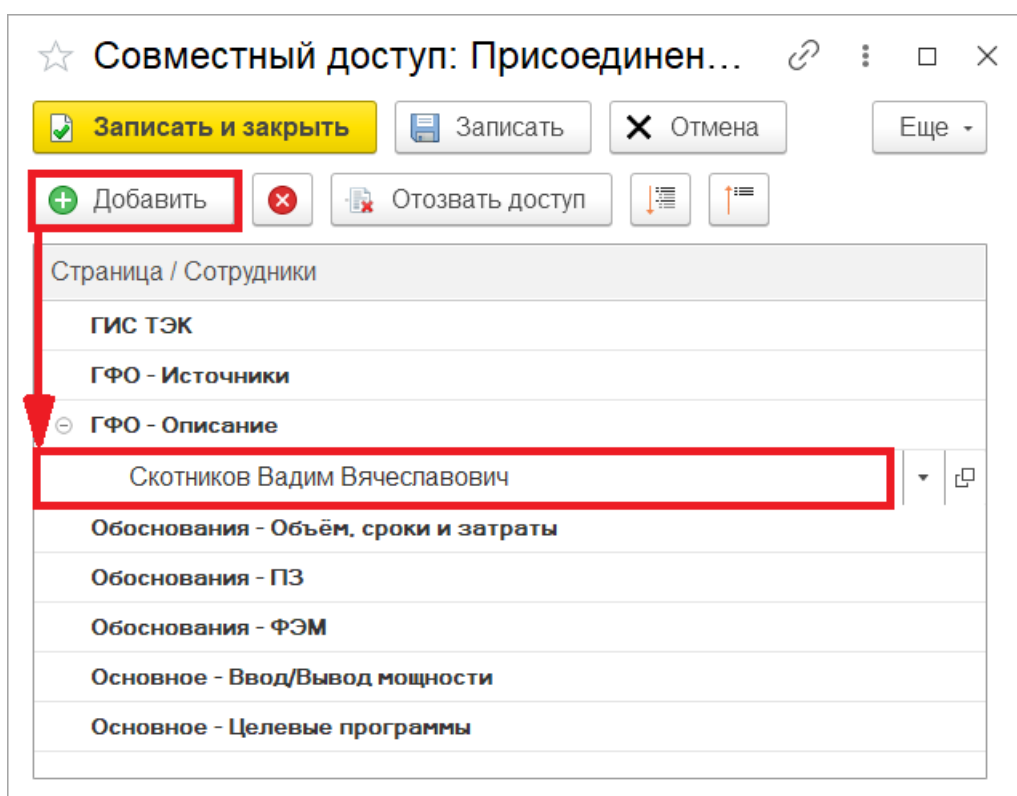 Совместный доступ: Присоединен...
Записать и закрыть Записать Отмена Еще
Добавить Отозвать доступ
Страница / Сотрудники
ГИС ТЭК
ГФО - Источники
ГФО - Описание
Скотников Вадим Вячеславович
Обоснования - Объём, сроки и затраты
Обоснования - ПЗ
Обоснования - ФЭМ
Основное - Ввод/Вывод мощности
Основное - Целевые программы